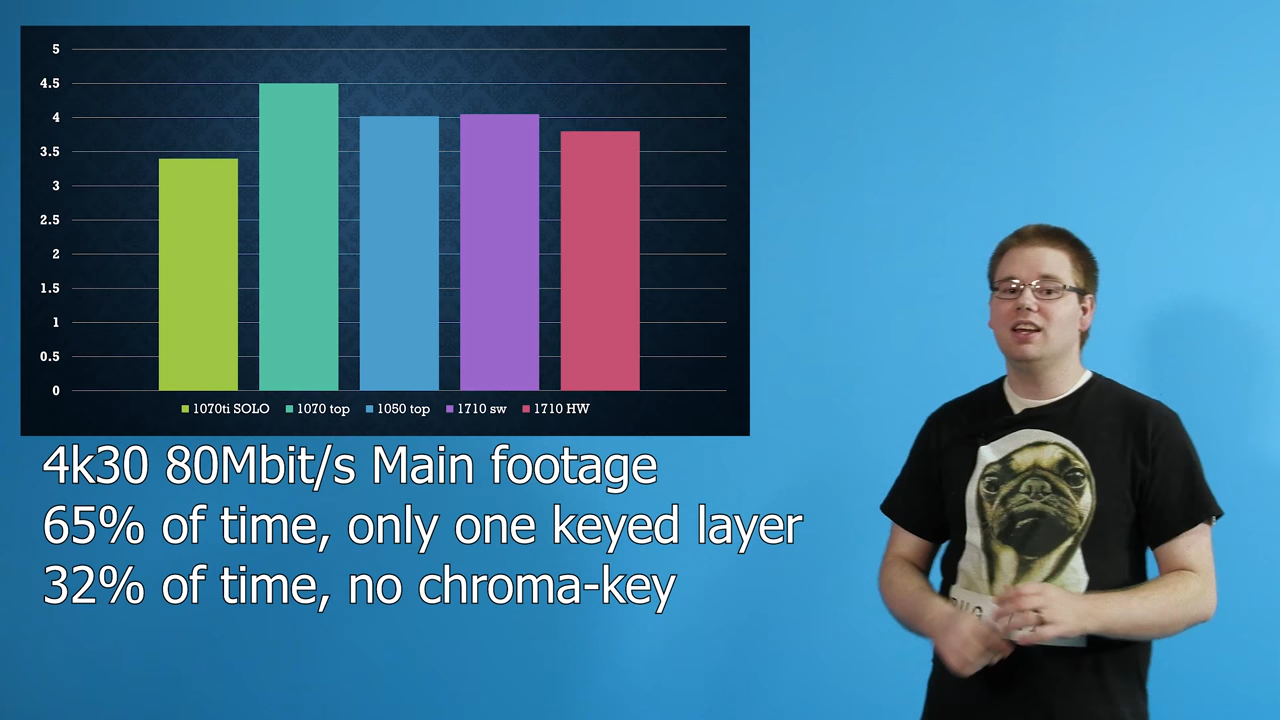 5
4.5
4
3.5
3
2.5
2
1.5
1
0.5
0
1070ti SOLO 1070 top 1050 top 1710 sw 1710 HW
4k30 80Mbit/s Main footage
65% of time, only one keyed layer
32% of time, no chroma-key